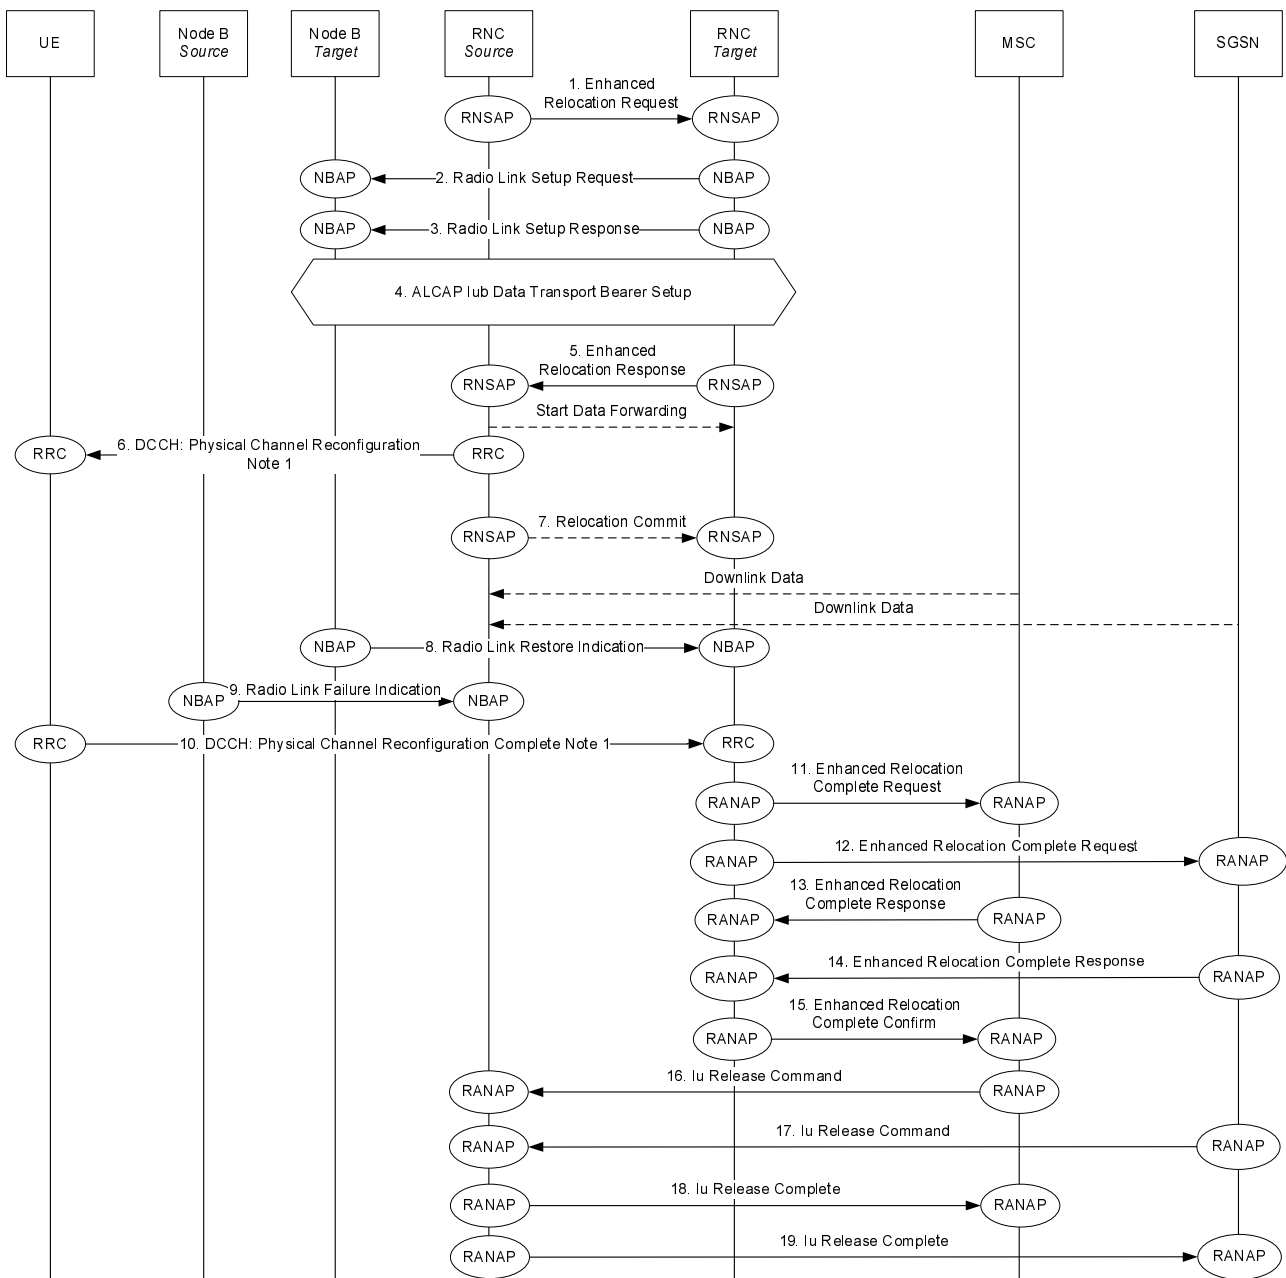 UE
Node B
Source
Node B
Target
RNC
Source
RNC
Target
MSC
SGSN
1. Enhanced
Relocation Request
RNSAP
RNSAP
NBAP
2. Radio Link Setup Request
NBAP
NBAP
3. Radio Link Setup Response
NBAP
4. ALCAP Iub Data Transport Bearer Setup
5. Enhanced
Relocation Response
RNSAP
RNSAP
Start Data Forwarding
RRC
6. DCCH: Physical Channel Reconfiguration
Note 1
RRC
RNSAP
7. Relocation Commit
RNSAP
Downlink Data
Downlink Data
NBAP
8. Radio Link Restore Indication
NBAP
NBAP
9. Radio Link Failure Indication
NBAP
RRC
10. DCCH: Physical Channel Reconfiguration Complete Note 1
RRC
11. Enhanced Relocation
Complete Request
RANAP
RANAP
12. Enhanced Relocation Complete Request
RANAP
RANAP
13. Enhanced Relocation
Complete Response
RANAP
RANAP
14. Enhanced Relocation Complete Response
RANAP
RANAP
15. Enhanced Relocation
Complete Confirm
RANAP
RANAP
16. Iu Release Command
RANAP
RANAP
17. Iu Release Command
RANAP
RANAP
18. Iu Release Complete
RANAP
RANAP
19. Iu Release Complete
RANAP
RANAP